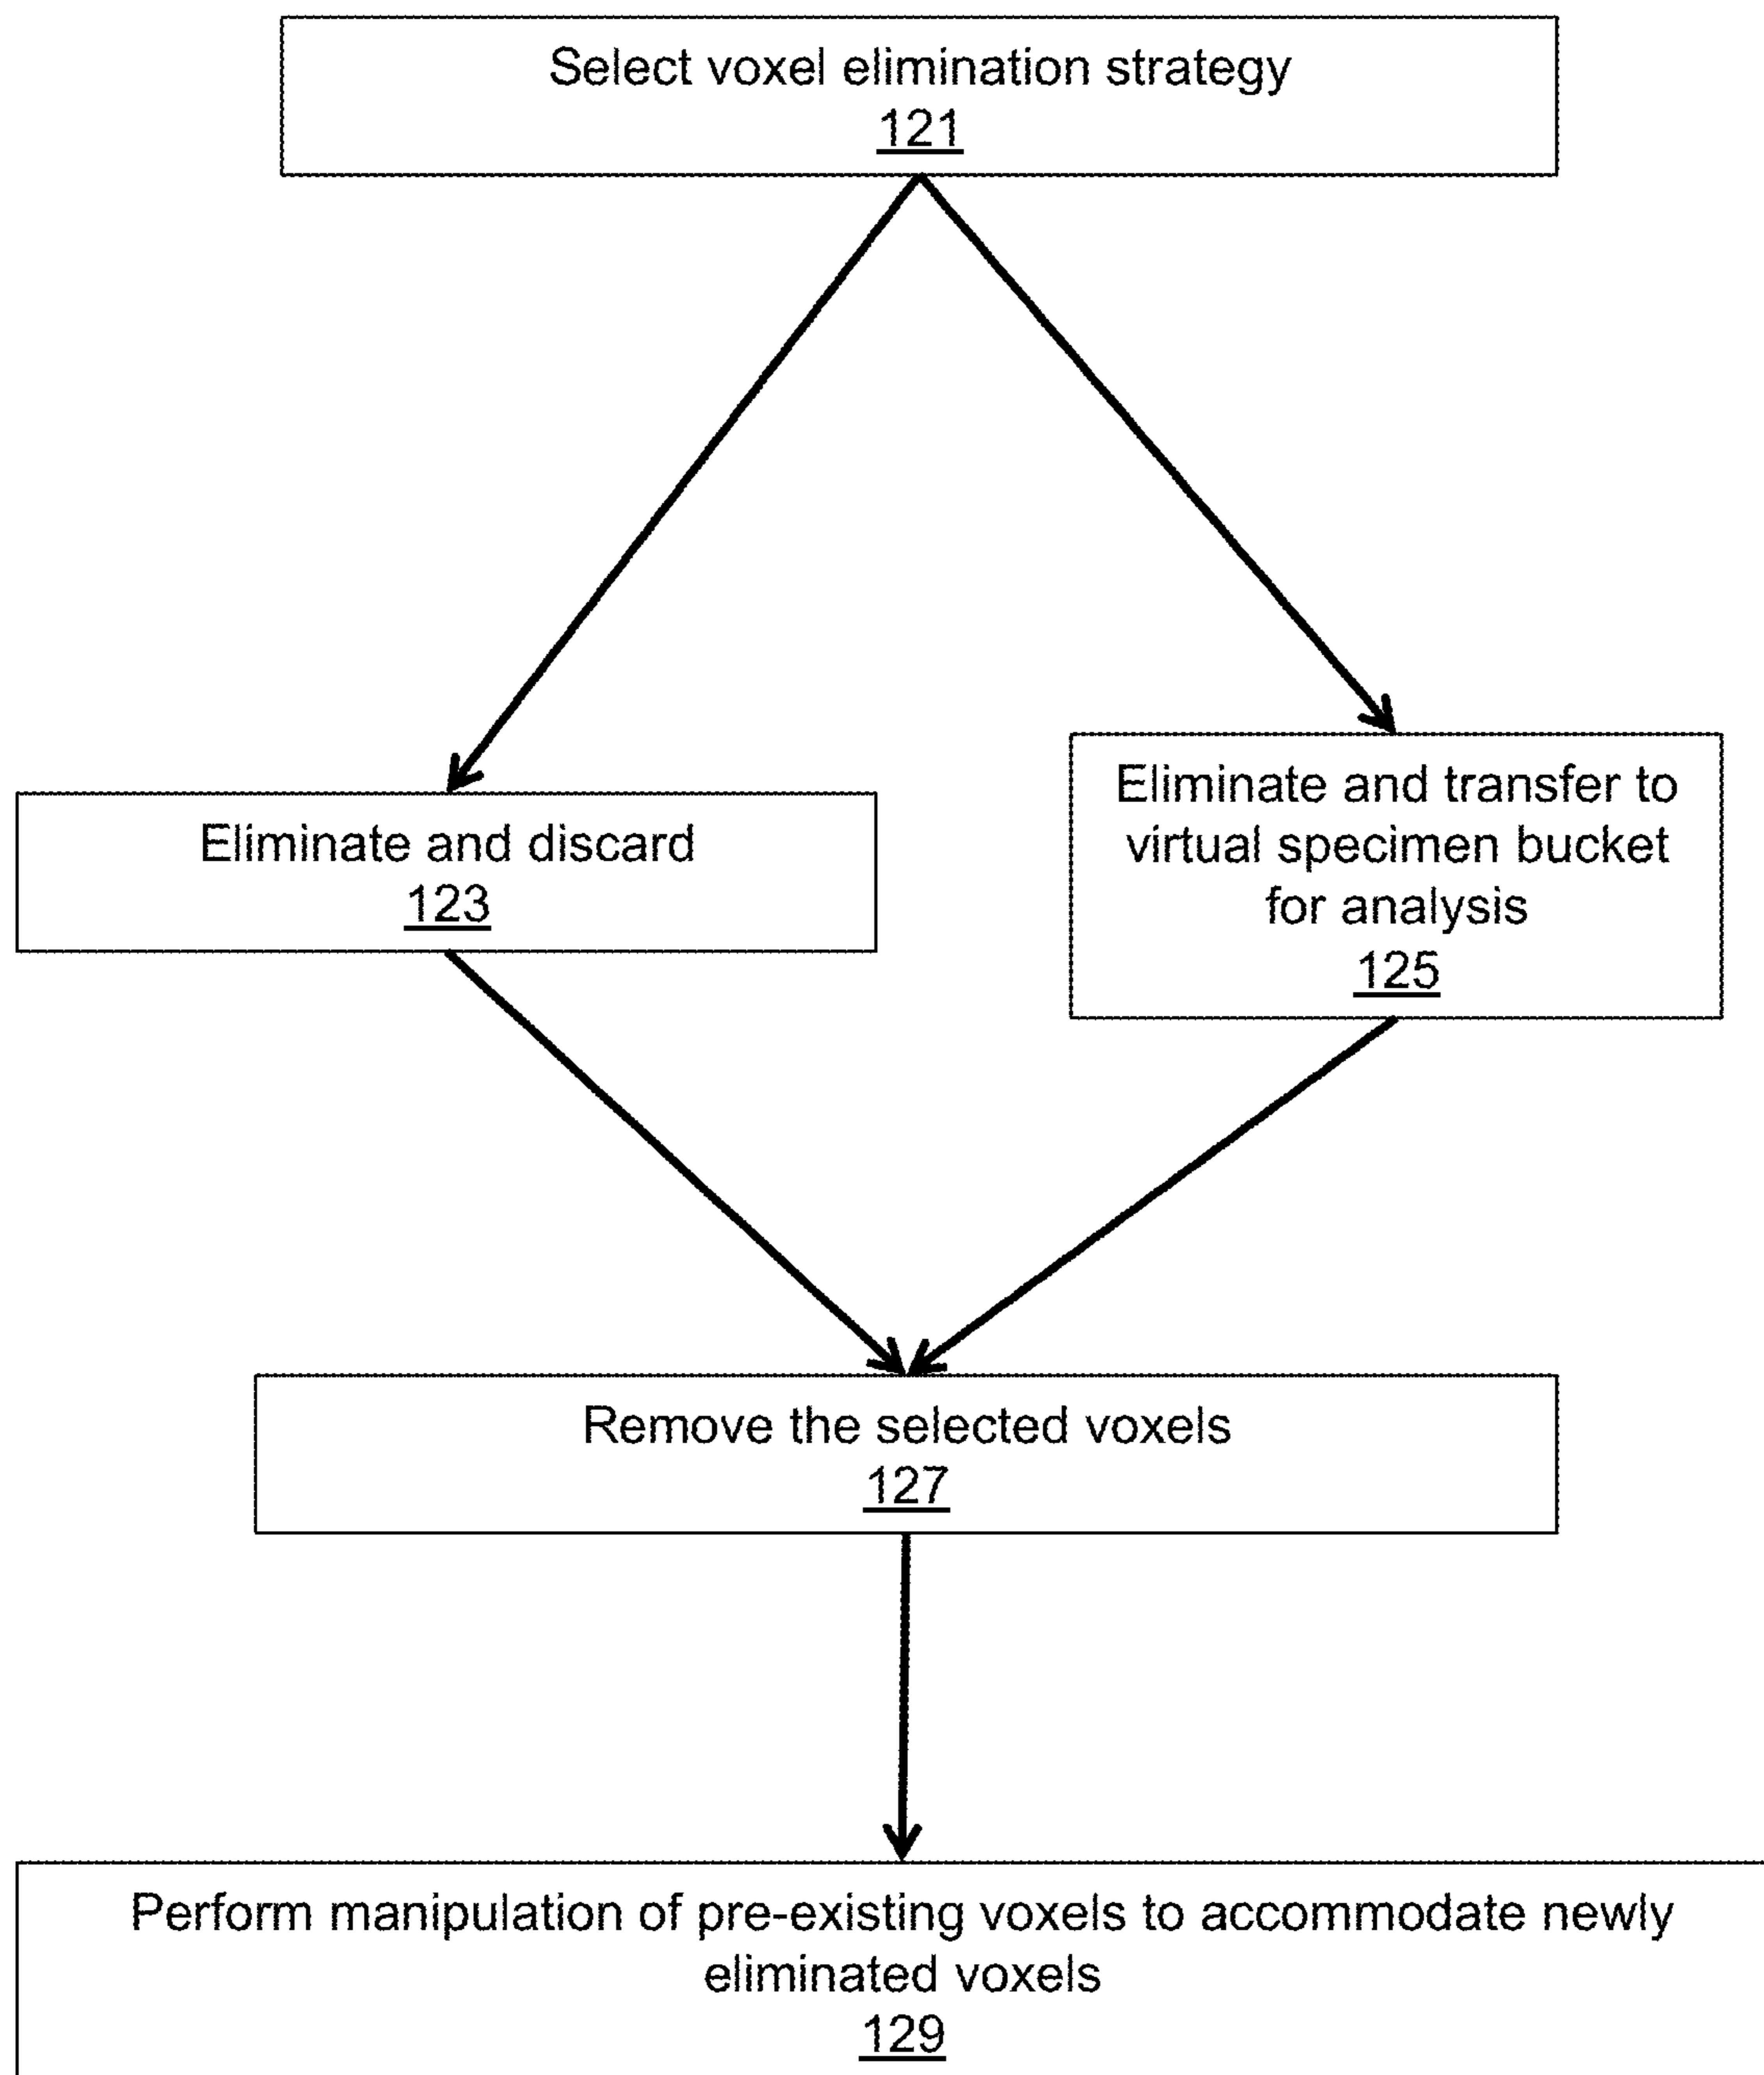 Select voxel elimination strategy
121
Eliminate and discard
123
Eliminate and transfer to
virtual specimen bucket
for analysis
125
Remove the selected voxels
127
Perform manipulation of pre-existing voxels to accommodate newly
eliminated voxels
129